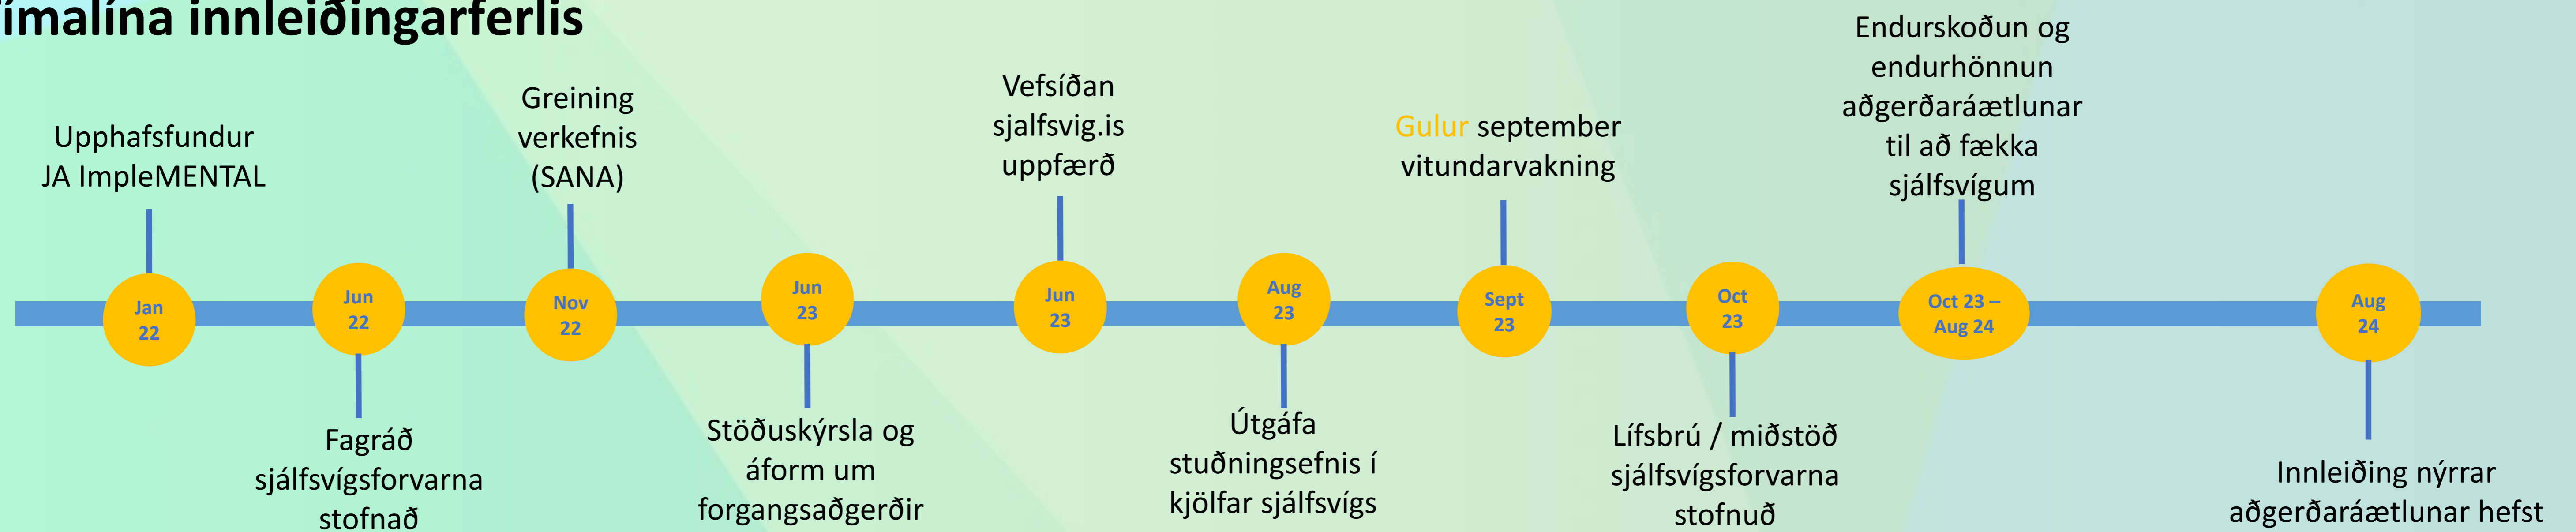 ímalína innleiðingarferlis
Upphafsfundur
JA ImpleMENTAL
Jan
22
Jun
22
Fagráð
sjálfsvígsforvarna
stofnað
Greining
verkefnis
(SANA)
Nov
22
Jun
23
Stöðuskýrsla og
áform um
forgangsaðgerðir
Vefsíðan
sjalfsvig.is
uppfærð
Jun
23
Aug
23
Útgáfa
stuðningsefnis í
kjölfar sjálfsvígs
Gulur september
vitundarvakning
Sept
23
Oct
23
Lífsbrú / miðstöð
sjálfsvígsforvarna
stofnuð
Endurskoðun og
endurhönnun
aðgerðaráætlunar
til að fækka
sjálfsvígum
Oct 23 –
Aug 24
Aug
24
Innleiðing nýrrar
aðgerðaráætlunar hefst